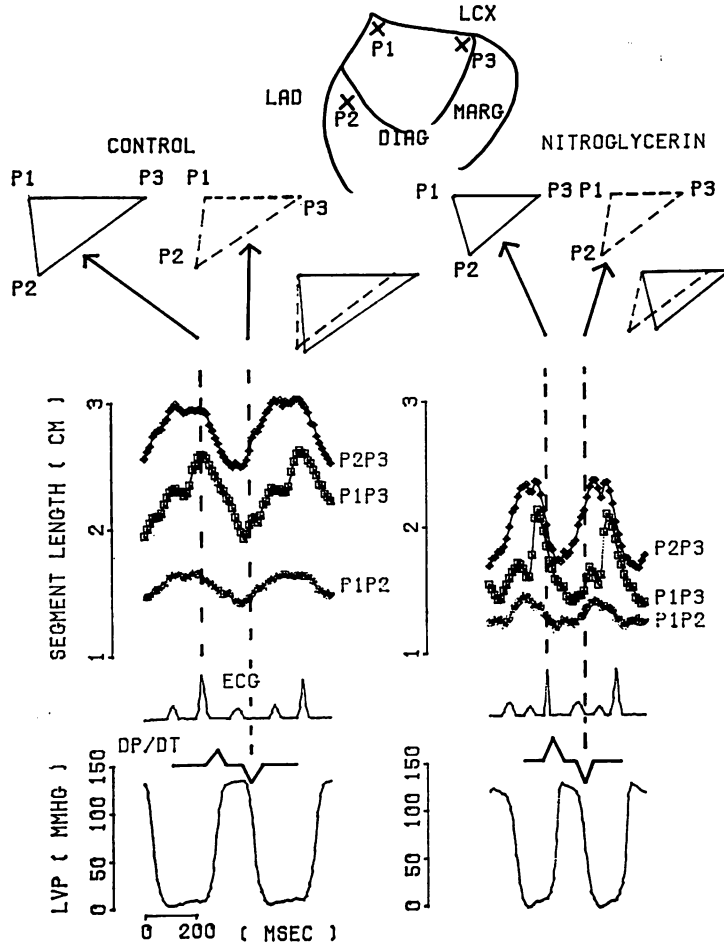 LCX
P1
P3
LAD
P2
DIAG
MARG
CONTROL
NITROGLYCERIN
P1 P3 P1 P3
P2 P2
P1 P3 P1 P3
P2 P2
SEGMENT LENGTH ( CM )
3
2
1
P2P3
P1P3
P1P2
3
2
1
P2P3
P1P3
P1P2
ECG
DP/DT
LVP ( MMHG )
150
100
50
0
150
100
50
0
0 200 ( MSEC )